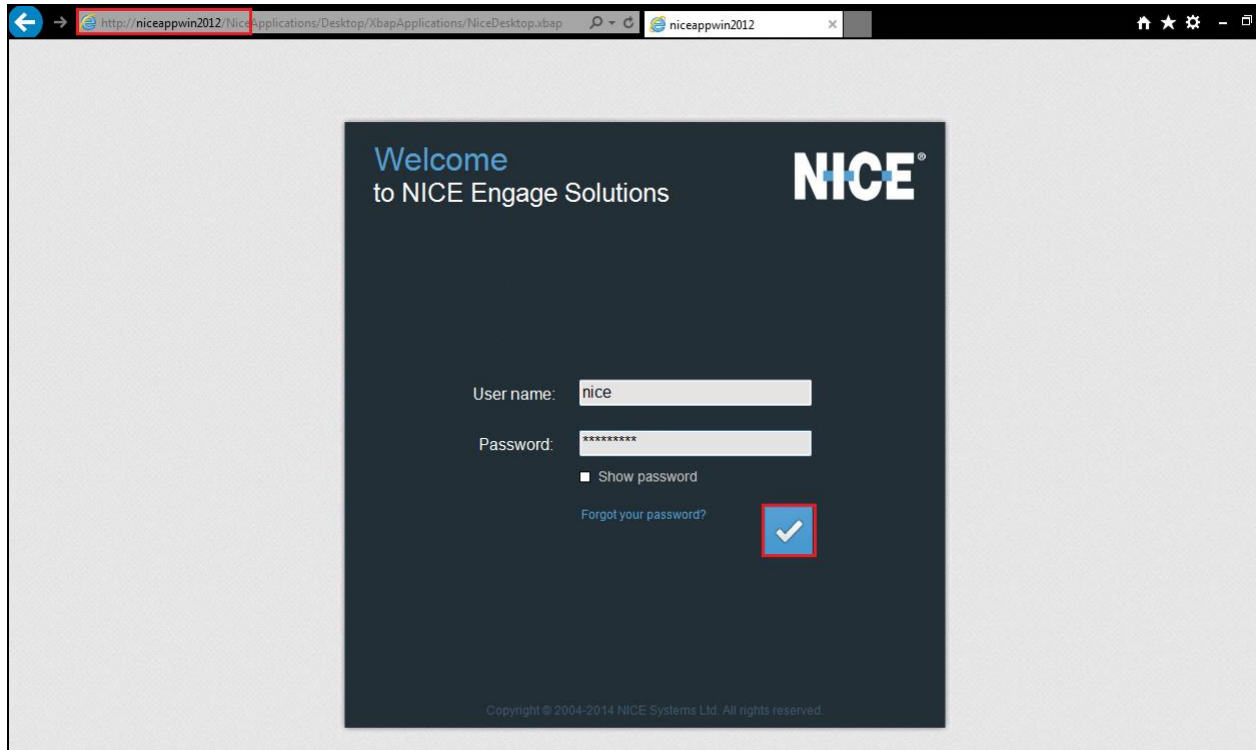 http://niceappwin2012/NiceApplications/Desktop/XbapApplications/NiceDesktop.xbap
niceappwin2012
Welcome
to NICE Engage Solutions
NICE®
User name: nice
Password: *********
Show password
Forgot your password?
Copyright © 2004-2014 NICE Systems Ltd. All rights reserved.